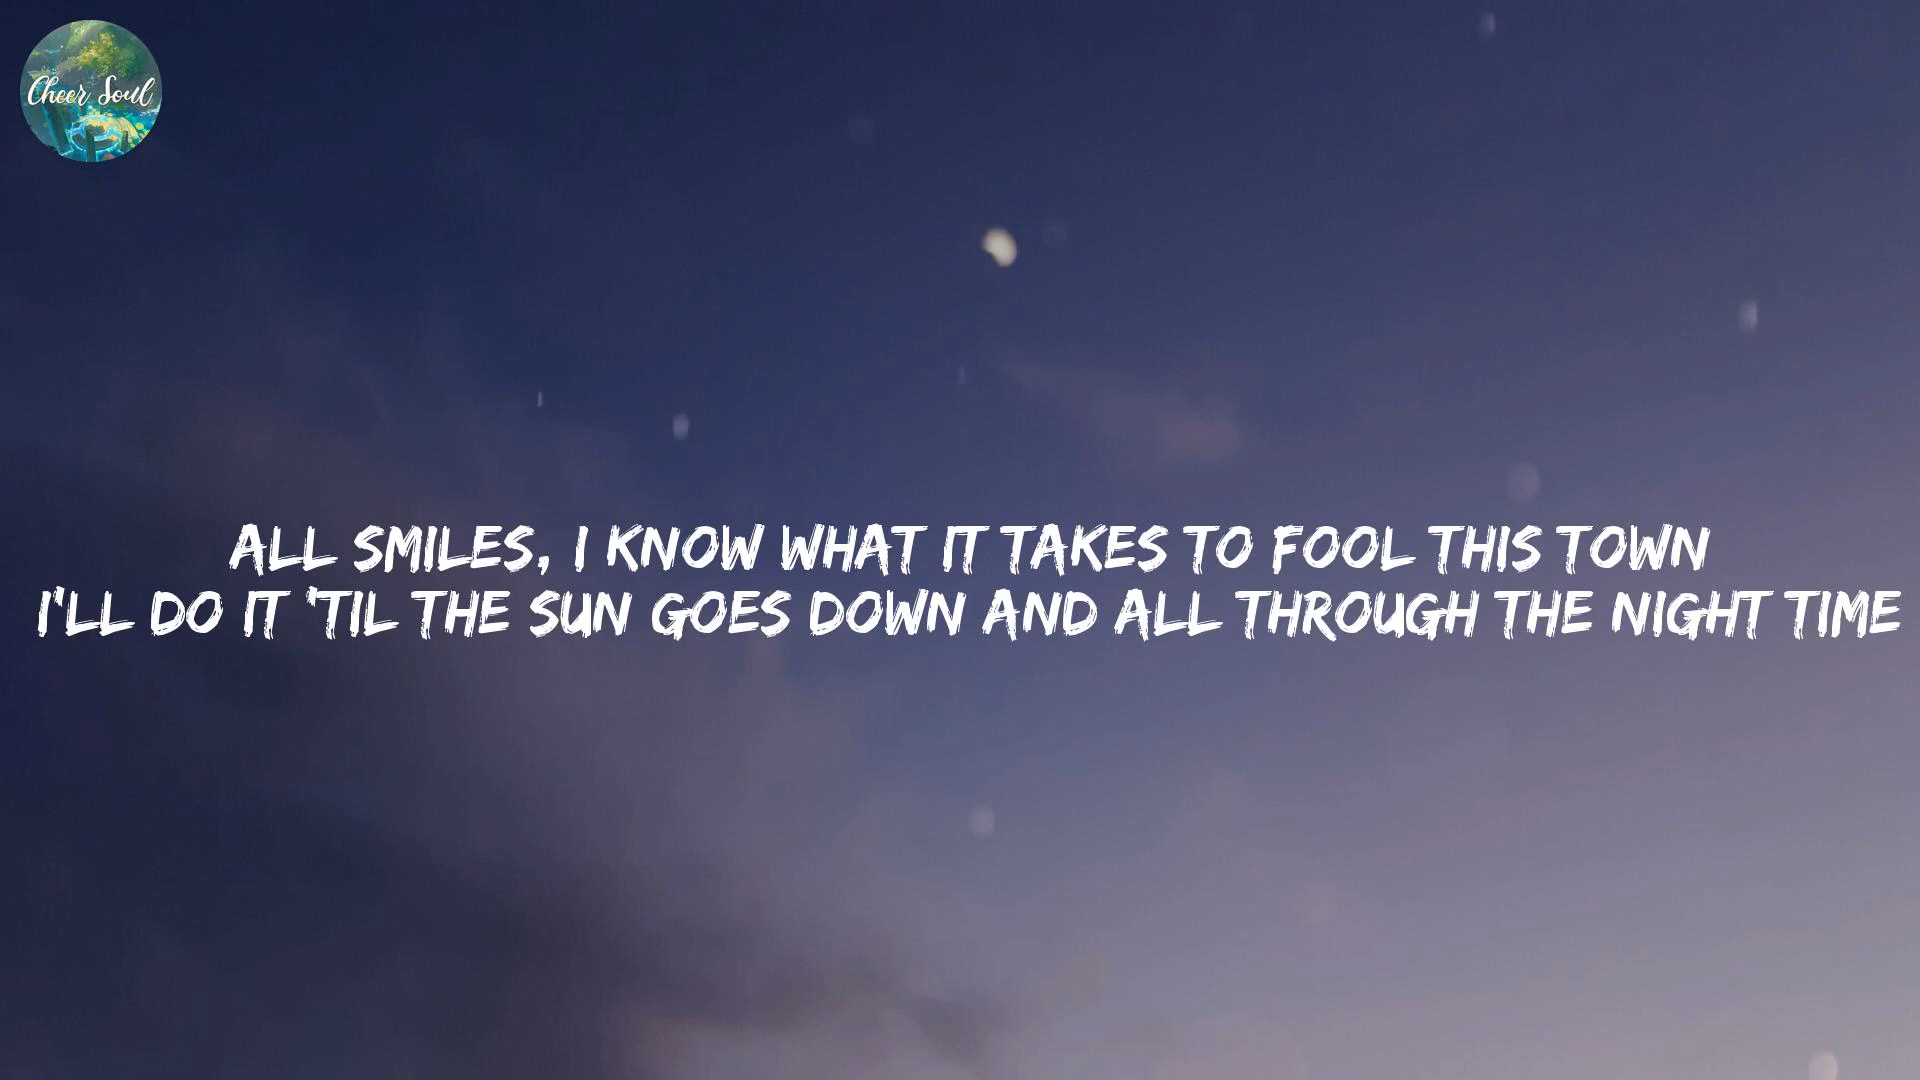 Cheer Soul
ALL SMILES, I KNOW WHAT IT TAKES TO FOOL THIS TOWN
I'LL DO IT 'TIL THE SUN GOES DOWN AND ALL THROUGH THE NIGHT TIME